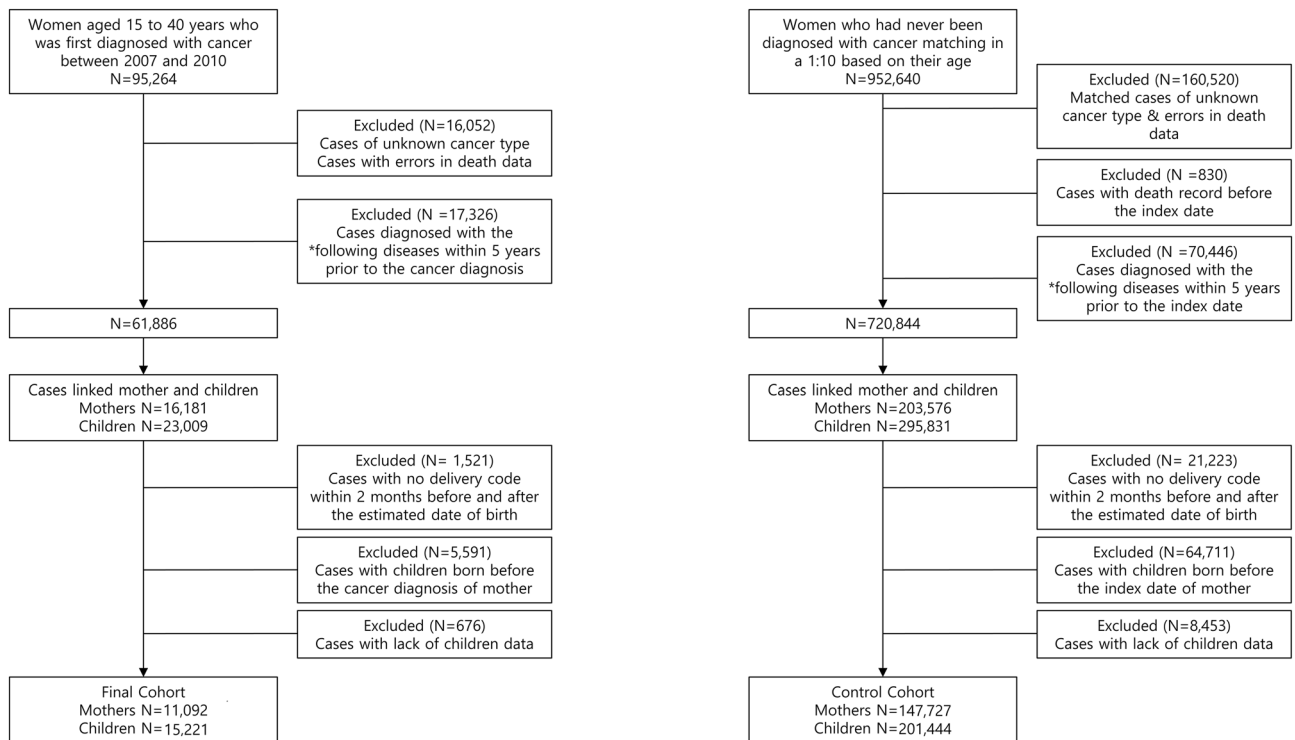 Women aged 15 to 40 years who
was first diagnosed with cancer
between 2007 and 2010
N=95,264
Excluded (N=16,052)
Cases of unknown cancer type
Cases with errors in death data
Excluded (N =17,326)
Cases diagnosed with the
*following diseases within 5 years
prior to the cancer diagnosis
N=61,886
Cases linked mother and children
Mothers N=16,181
Children N=23,009
Excluded (N= 1,521)
Cases with no delivery code
within 2 months before and after
the estimated date of birth
Excluded (N=5,591)
Cases with children born before
the cancer diagnosis of mother
Excluded (N=676)
Cases with lack of children data
Final Cohort
Mothers N=11,092
Children N=15,221
Women who had never been
diagnosed with cancer matching in
a 1:10 based on their age
N=952,640
Excluded (N=160,520)
Matched cases of unknown
cancer type & errors in death
data
Excluded (N =830)
Cases with death record before
the index date
Excluded (N =70,446)
Cases diagnosed with the
*following diseases within 5 years
prior to the index date
N=720,844
Cases linked mother and children
Mothers N=203,576
Children N=295,831
Excluded (N= 21,223)
Cases with no delivery code
within 2 months before and after
the estimated date of birth
Excluded (N=64,711)
Cases with children born before
the index date of mother
Excluded (N=8,453)
Cases with lack of children data
Control Cohort
Mothers N=147,727
Children N=201,444